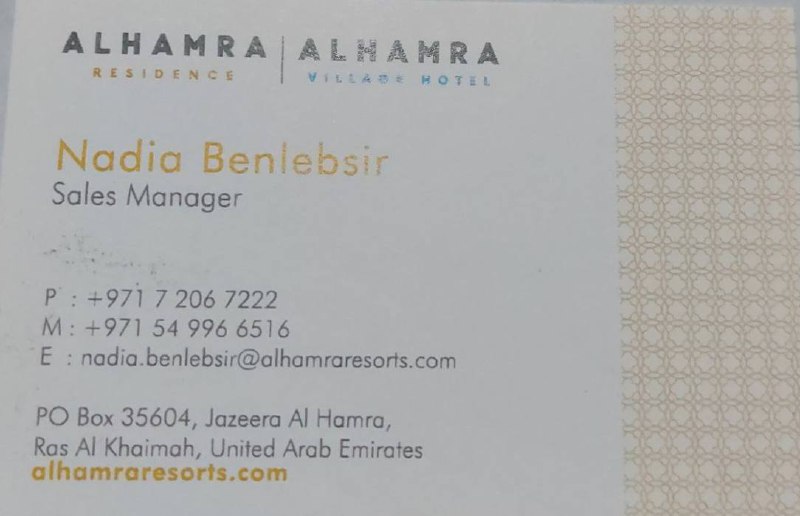 ALHAMRA RESIDENCE | ALHAMRA VILLAGE HOTEL
Nadia Benlebsir
Sales Manager
P : +971 7 206 7222
M : +971 54 996 6516
E : nadia.benlebsir@alhamraresorts.com
PO Box 35604, Jazeera Al Hamra,
Ras Al Khaimah, United Arab Emirates
alhamraresorts.com